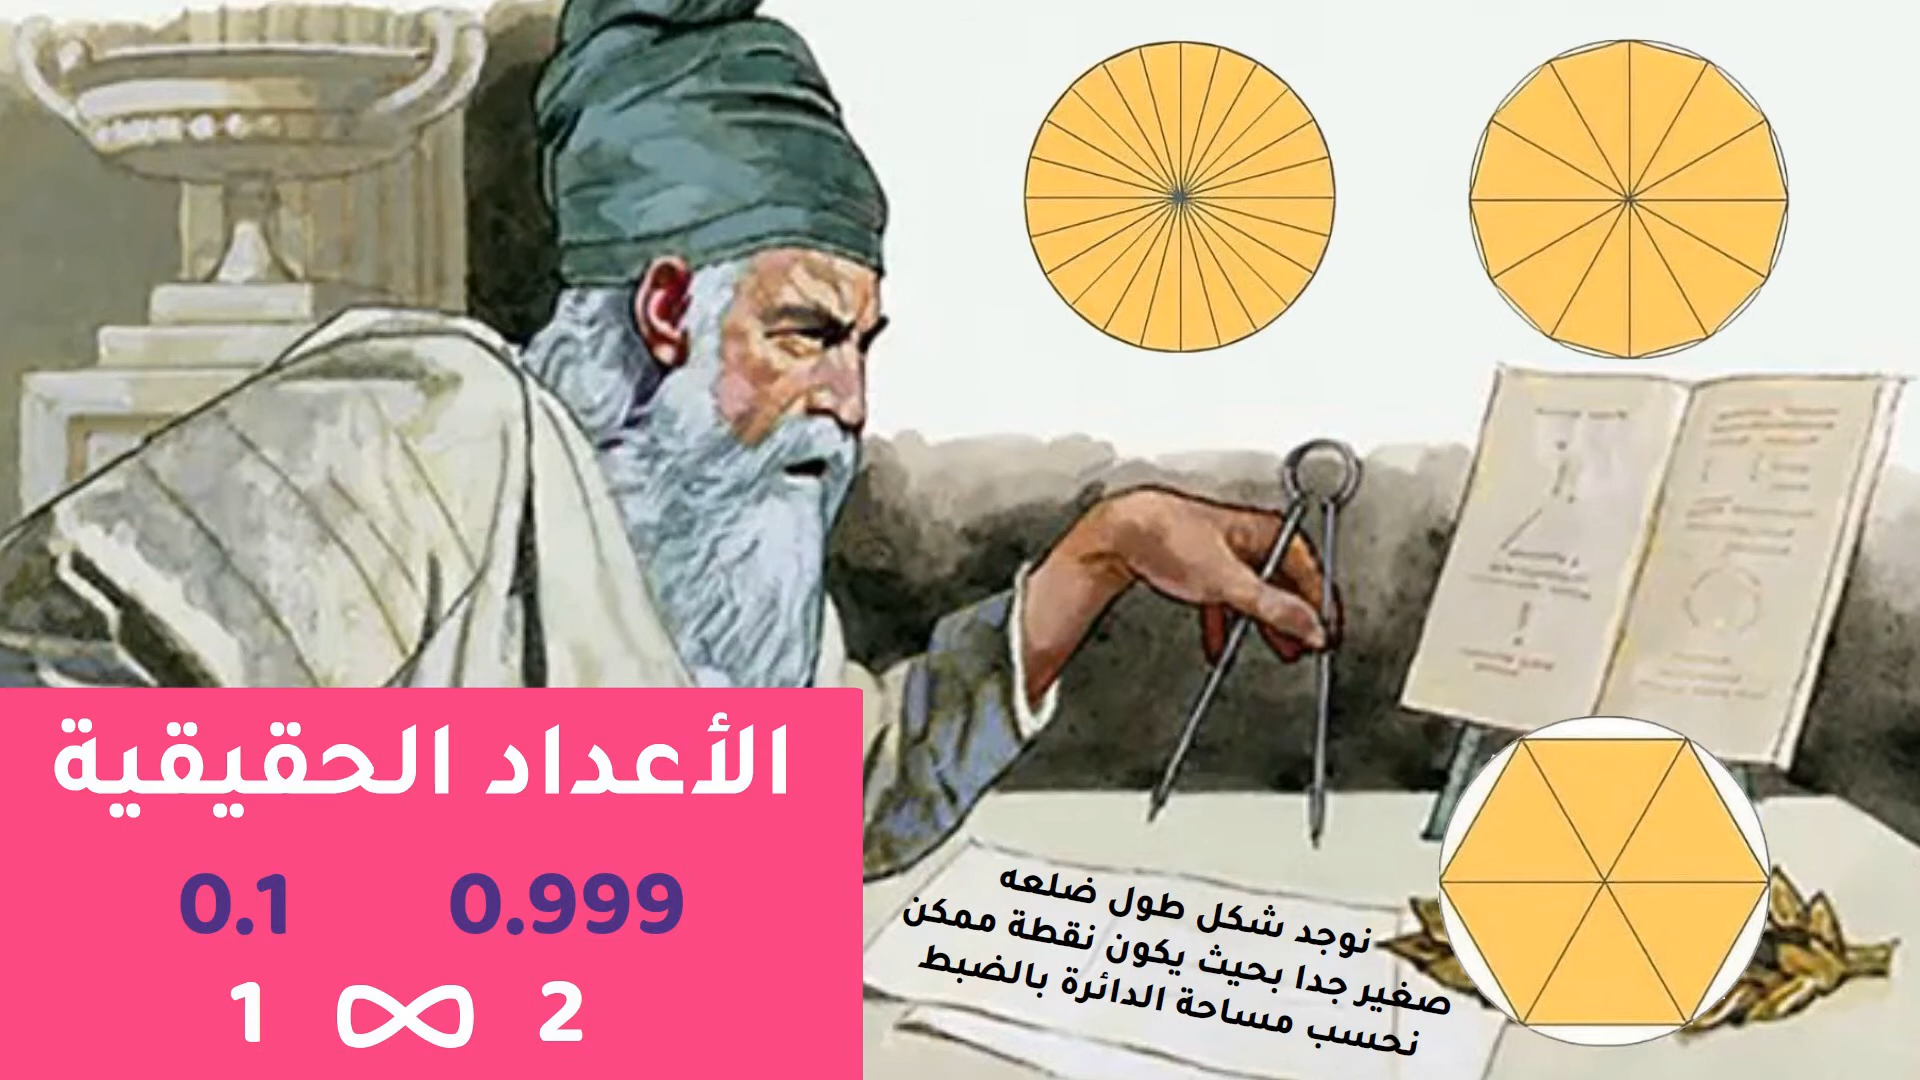 الأعداد الحقيقية
0.1 0.999
1 ∞ 2
نوجد شكل طول ضلعه
صغير جدا بحيث يكون نقطة ممكن
نحسب مساحة الدائرة بالضبط